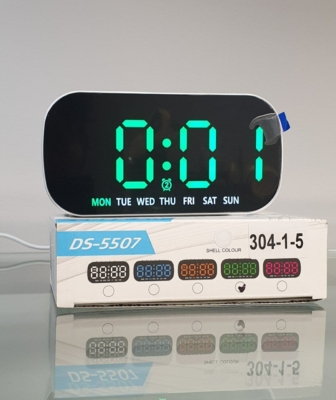 0:01
MON TUE WED THU FRI SAT SUN
DS-5507
SHELL COLOUR
304-1-5
88:88 88:88 88:88 88:88 88:88